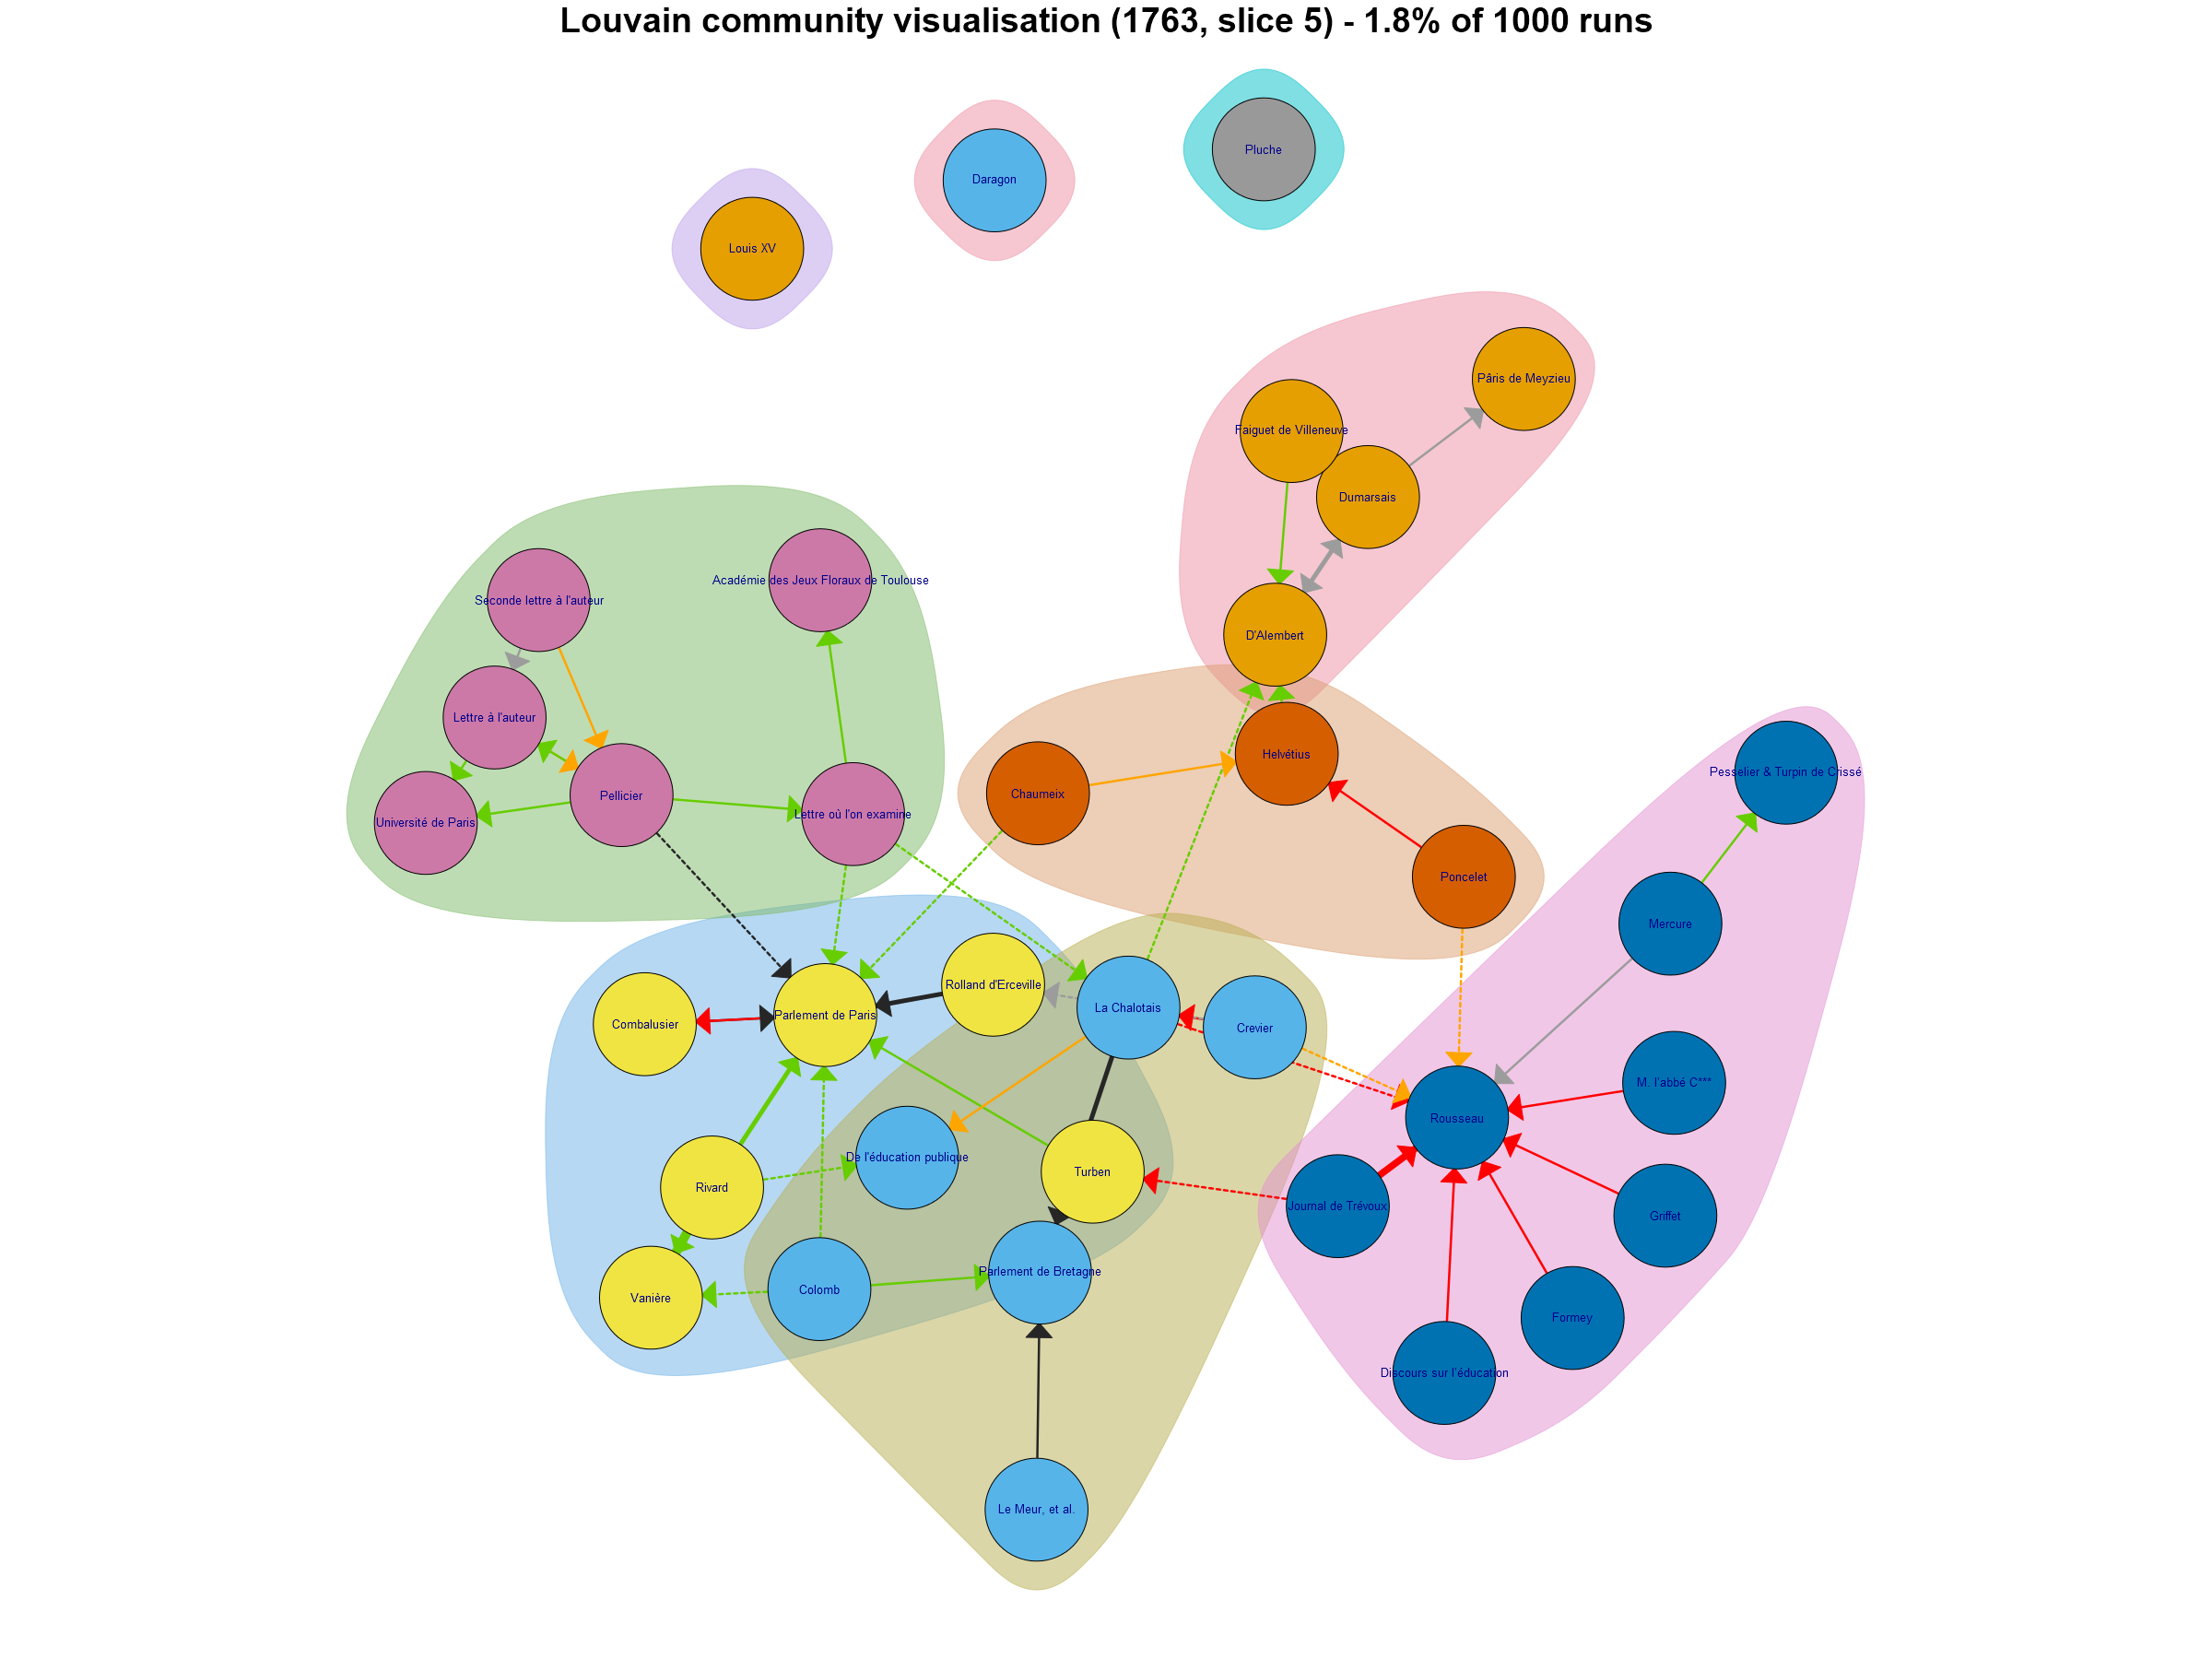 Louvain community visualisation (1763, slice 5) - 1.8% of 1000 runs
Pluche
Daragon
Louis XV
Pâris de Meyzieu
Faiguet de Villeneuve
Dumarsais
Académie des Jeux Floraux de Toulouse
Seconde lettre à l'auteur
D'Alembert
Lettre à l'auteur
Helvétius
Pesselier & Turpin de Crissé
Chaumeix
Pellicier
Lettre où l'on examine
Université de Paris
Poncelet
Mercure
Rolland d'Erceville
La Chalotais
Parlement de Paris
Combalusier
Crevier
M. l'abbé C***
Rousseau
De l'éducation publique
Turben
Rivard
Journal de Trévoux
Griffet
Parlement de Bretagne
Colomb
Vanière
Formey
Discours sur l'éducation
Le Meur, et al.